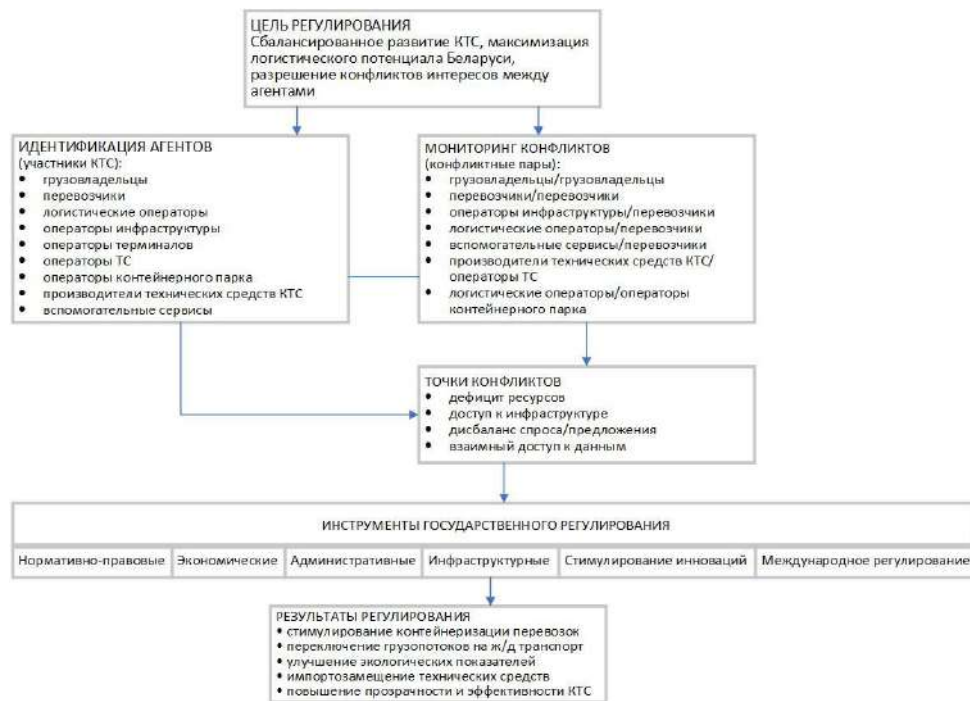 ЦЕЛЬ РЕГУЛИРОВАНИЯ
Сбалансированное развитие КТС, максимизация
логистического потенциала Беларуси,
разрешение конфликтов интересов между
агентами
ИДЕНТИФИКАЦИЯ АГЕНТОВ
(участники КТС):
• грузовладельцы
• перевозчики
• логистические операторы
• операторы инфраструктуры
• операторы терминалов
• операторы ТС
• операторы контейнерного парка
• производители технических средств КТС
• вспомогательные сервисы
МОНИТОРИНГ КОНФЛИКТОВ
(конфликтные пары):
• грузовладельцы/грузовладельцы
• перевозчики/перевозчики
• операторы инфраструктуры/перевозчики
• логистические операторы/перевозчики
• вспомогательные сервисы/перевозчики
• производители технических средств КТС/
операторы ТС
• логистические операторы/операторы
контейнерного парка
ТОЧКИ КОНФЛИКТОВ
• дефицит ресурсов
• доступ к инфраструктуре
• дисбаланс спроса/предложения
• взаимный доступ к данным
ИНСТРУМЕНТЫ ГОСУДАРСТВЕННОГО РЕГУЛИРОВАНИЯ
Нормативно-правовые Экономические Административные Инфраструктурные Стимулирование инноваций Международное регулирование
РЕЗУЛЬТАТЫ РЕГУЛИРОВАНИЯ
• стимулирование контейнеризации перевозок
• переключение грузопотоков на ж/д транспорт
• улучшение экологических показателей
• импортозамещение технических средств
• повышение прозрачности и эффективности КТС